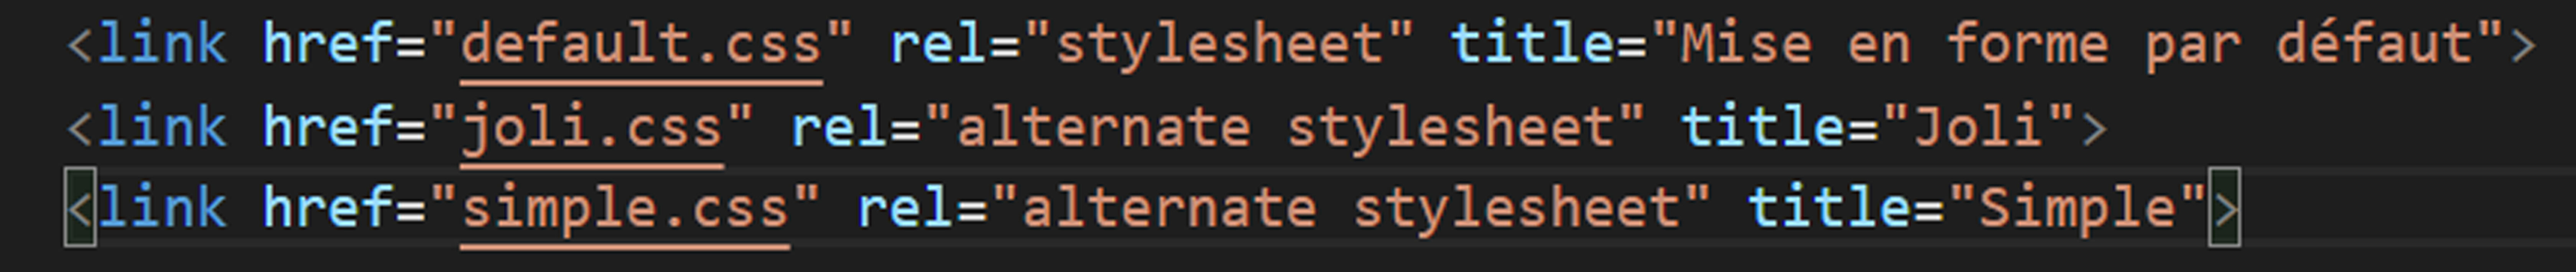 <link href="default.css" rel="stylesheet" title="Mise en forme par défaut">
<link href="joli.css" rel="alternate stylesheet" title="Joli">
<link href="simple.css" rel="alternate stylesheet" title="Simple">